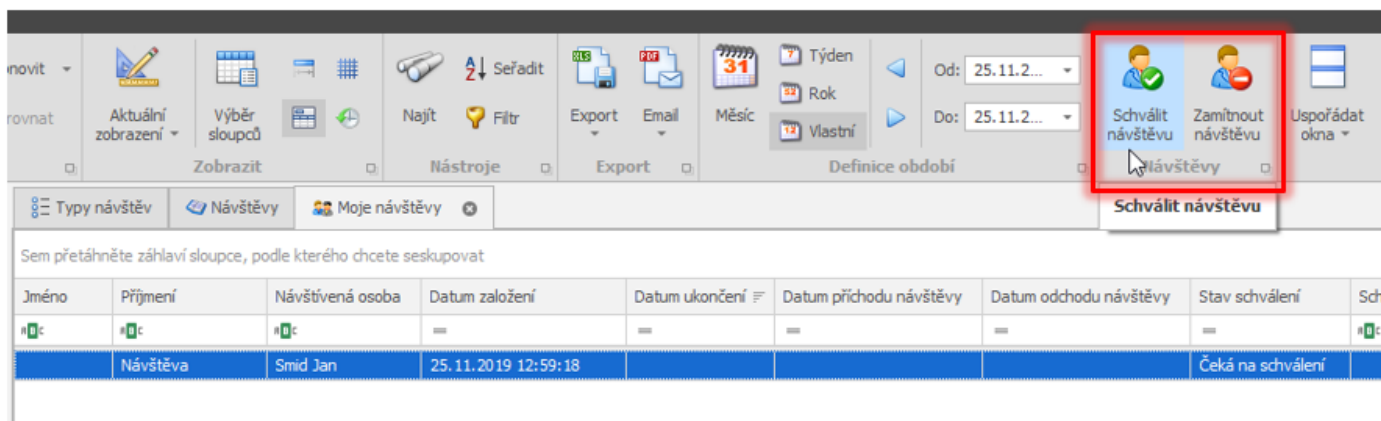 Týden
Seřadit
Od: 25.11.2...
Rok
Aktuální zobrazení
Výběr sloupců
Najít
Filtr
Export
Email
Měsíc
Vlastní
Do: 25.11.2...
Schválit návštěvu
Zamítnout návštěvu
Uspořádat okna
Zobrazit
Nástroje
Export
Definice období
Návštěvy
Typy návštěv
Návštěvy
Moje návštěvy
Schválit návštěvu
Sem přetáhněte záhlaví sloupce, podle kterého chcete seskupovat
Jméno Příjmení Návštívená osoba Datum založení Datum ukončení Datum příchodu návštěvy Datum odchodu návštěvy Stav schválení
Návštěva Smid Jan 25.11.2019 12:59:18 Čeká na schválení